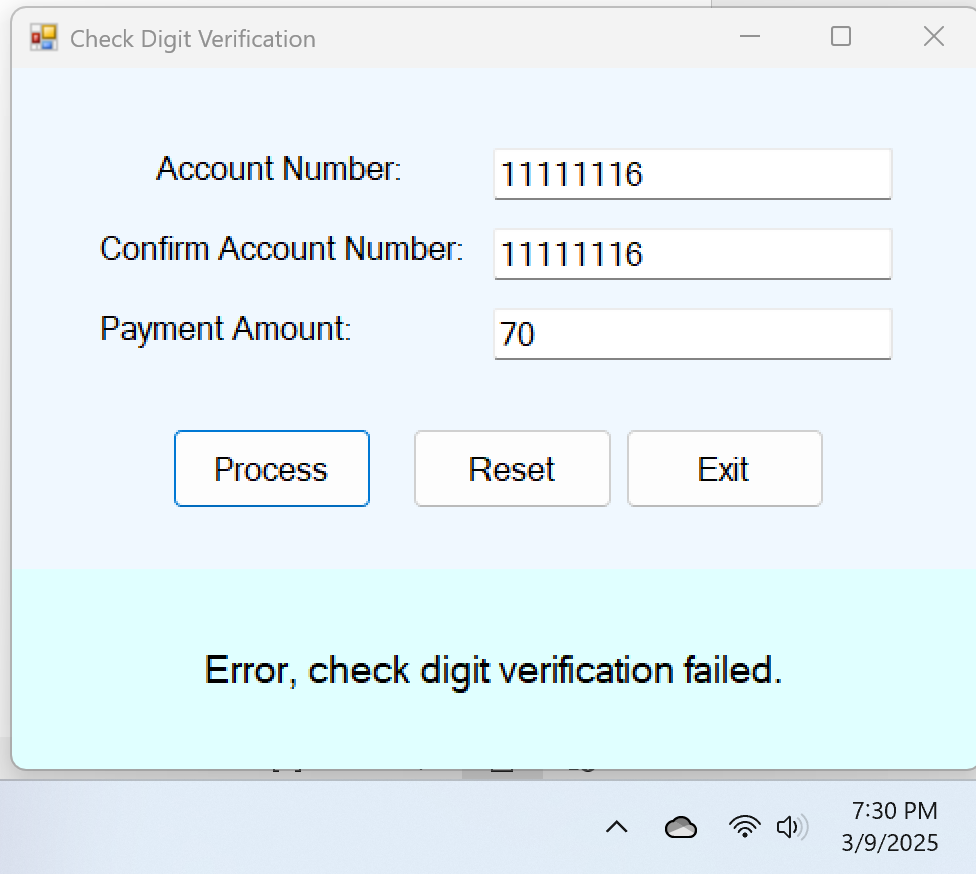 Check Digit Verification
Account Number: 11111116
Confirm Account Number: 11111116
Payment Amount: 70
Process Reset Exit
Error, check digit verification failed.
7:30 PM
3/9/2025